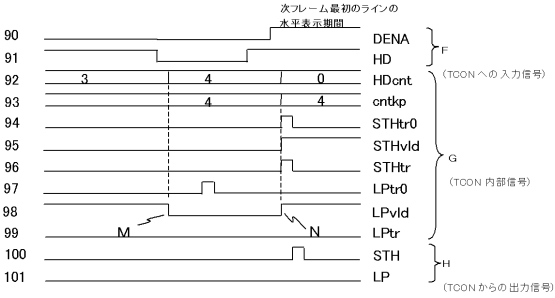 次フレーム最初のラインの
水平表示期間
90 DENA
91 HD
F
(TCONへの入力信号)
92 3 4 0 HDcnt
93 4 4 cntkp
94 STHtr0
95 STHvld
96 STHtr
97 LPtr0
98 LPvld
99 M N LPtr
G
(TCON内部信号)
100 STH
101 LP
H
(TCONからの出力信号)